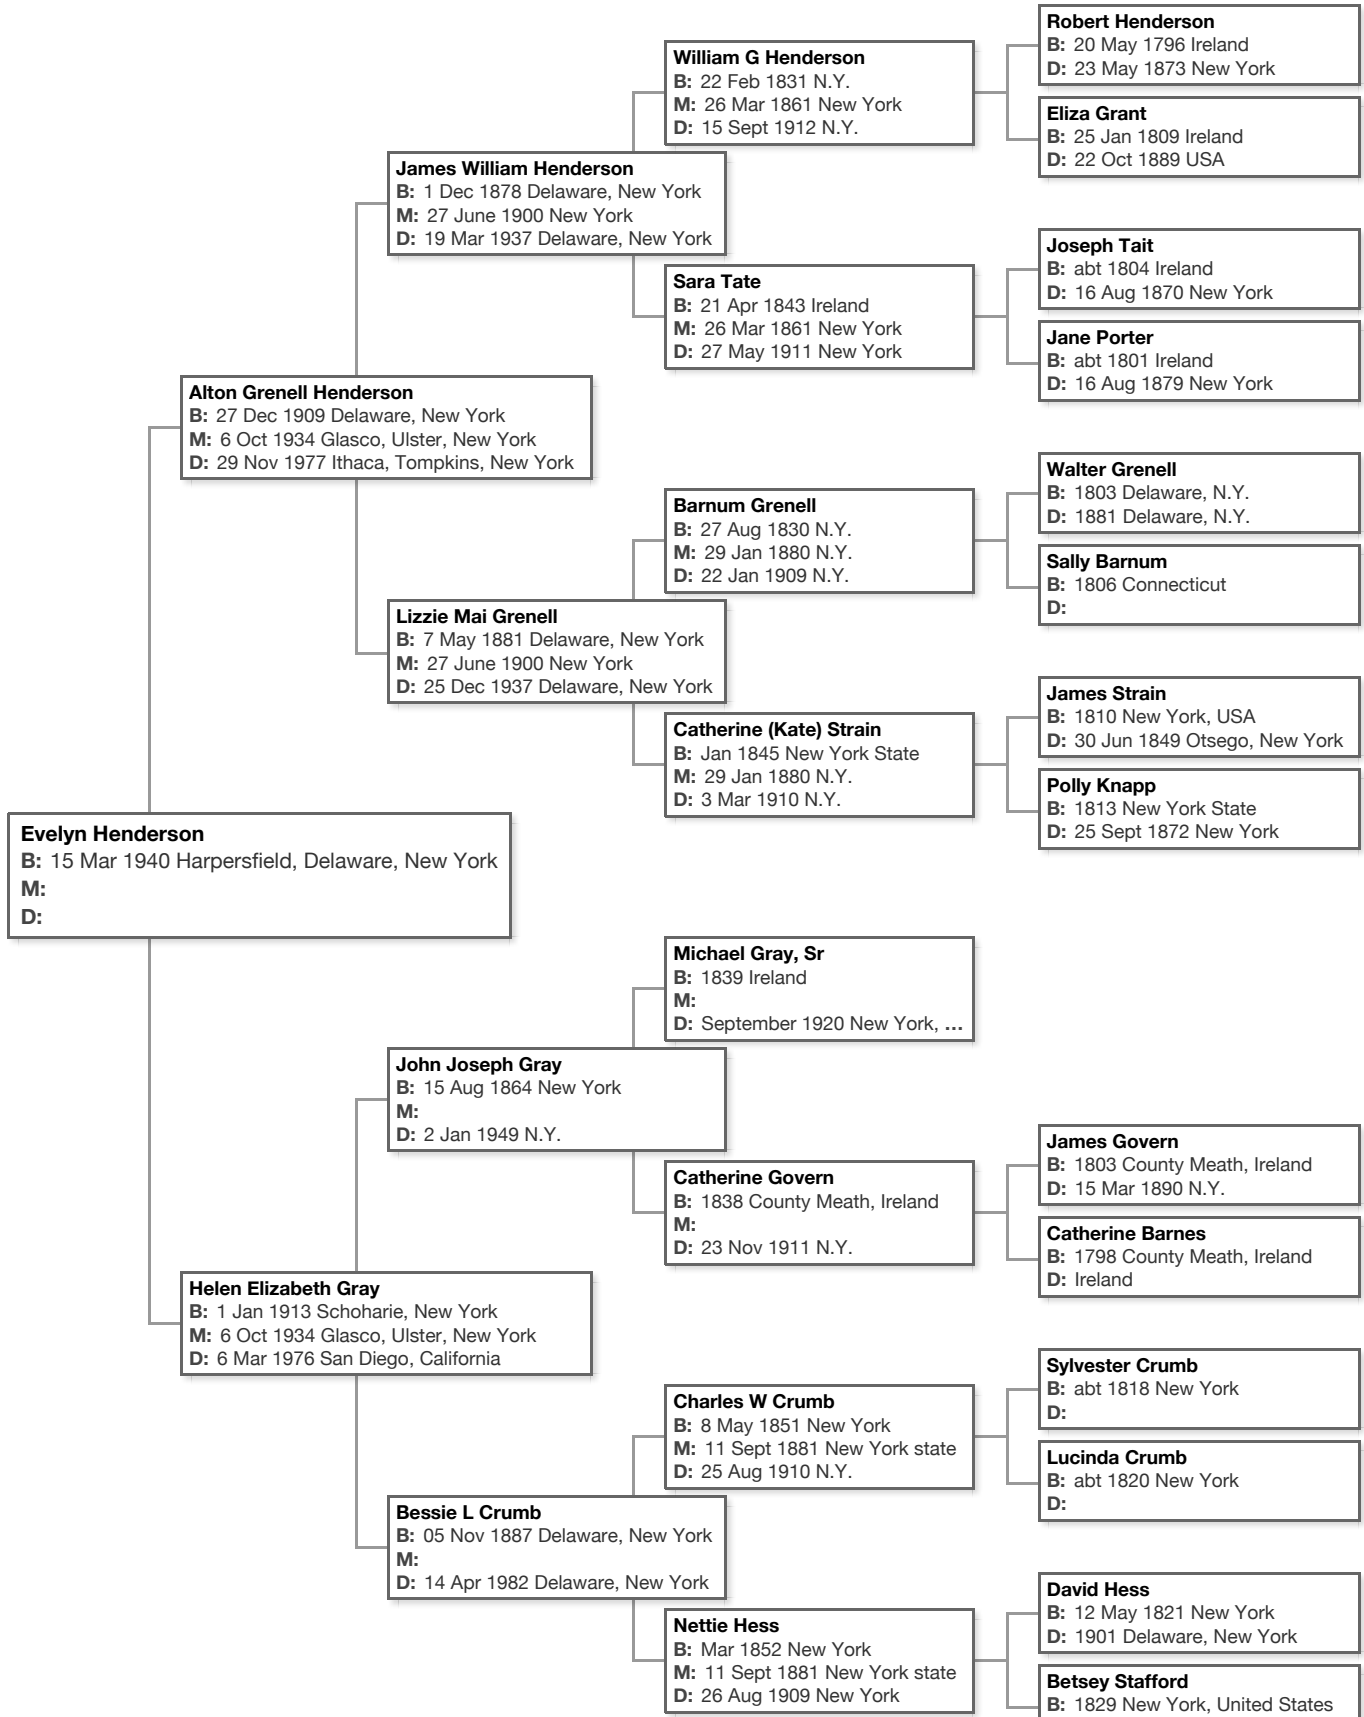 Robert Henderson
B: 20 May 1796 Ireland
D: 23 May 1873 New York
William G Henderson
B: 22 Feb 1831 N.Y.
M: 26 Mar 1861 New York
D: 15 Sept 1912 N.Y.
Eliza Grant
B: 25 Jan 1809 Ireland
D: 22 Oct 1889 USA
James William Henderson
B: 1 Dec 1878 Delaware, New York
M: 27 June 1900 New York
D: 19 Mar 1937 Delaware, New York
Joseph Tait
B: abt 1804 Ireland
D: 16 Aug 1870 New York
Sara Tate
B: 21 Apr 1843 Ireland
M: 26 Mar 1861 New York
D: 27 May 1911 New York
Jane Porter
B: abt 1801 Ireland
D: 16 Aug 1879 New York
Alton Grenell Henderson
B: 27 Dec 1909 Delaware, New York
M: 6 Oct 1934 Glasco, Ulster, New York
D: 29 Nov 1977 Ithaca, Tompkins, New York
Walter Grenell
B: 1803 Delaware, N.Y.
D: 1881 Delaware, N.Y.
Barnum Grenell
B: 27 Aug 1830 N.Y.
M: 29 Jan 1880 N.Y.
D: 22 Jan 1909 N.Y.
Sally Barnum
B: 1806 Connecticut
D:
Lizzie Mai Grenell
B: 7 May 1881 Delaware, New York
M: 27 June 1900 New York
D: 25 Dec 1937 Delaware, New York
James Strain
B: 1810 New York, USA
D: 30 Jun 1849 Otsego, New York
Catherine (Kate) Strain
B: Jan 1845 New York State
M: 29 Jan 1880 N.Y.
D: 3 Mar 1910 N.Y.
Polly Knapp
B: 1813 New York State
D: 25 Sept 1872 New York
Evelyn Henderson
B: 15 Mar 1940 Harpersfield, Delaware, New York
M:
D:
Michael Gray, Sr
B: 1839 Ireland
M:
D: September 1920 New York, ...
John Joseph Gray
B: 15 Aug 1864 New York
M:
D: 2 Jan 1949 N.Y.
James Govern
B: 1803 County Meath, Ireland
D: 15 Mar 1890 N.Y.
Catherine Govern
B: 1838 County Meath, Ireland
M:
D: 23 Nov 1911 N.Y.
Catherine Barnes
B: 1798 County Meath, Ireland
D: Ireland
Helen Elizabeth Gray
B: 1 Jan 1913 Schoharie, New York
M: 6 Oct 1934 Glasco, Ulster, New York
D: 6 Mar 1976 San Diego, California
Sylvester Crumb
B: abt 1818 New York
D:
Charles W Crumb
B: 8 May 1851 New York
M: 11 Sept 1881 New York state
D: 25 Aug 1910 N.Y.
Lucinda Crumb
B: abt 1820 New York
D:
Bessie L Crumb
B: 05 Nov 1887 Delaware, New York
M:
D: 14 Apr 1982 Delaware, New York
David Hess
B: 12 May 1821 New York
D: 1901 Delaware, New York
Nettie Hess
B: Mar 1852 New York
M: 11 Sept 1881 New York state
D: 26 Aug 1909 New York
Betsey Stafford
B: 1829 New York, United States